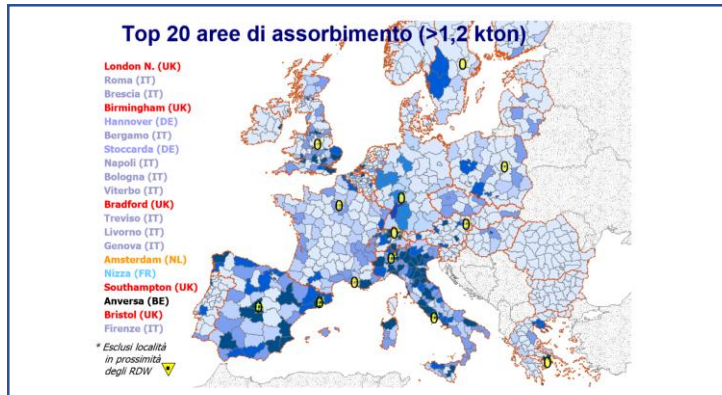 Top 20 aree di assorbimento (>1,2 kton)
London N. (UK)
Roma (IT)
Brescia (IT)
Birmingham (UK)
Hannover (DE)
Bergamo (IT)
Stoccarda (DE)
Napoli (IT)
Bologna (IT)
Viterbo (IT)
Bradford (UK)
Treviso (IT)
Livorno (IT)
Genova (IT)
Amsterdam (NL)
Nizza (FR)
Southampton (UK)
Anversa (BE)
Bristol (UK)
Firenze (IT)
* Esclusi località
in prossimità
degli RDW